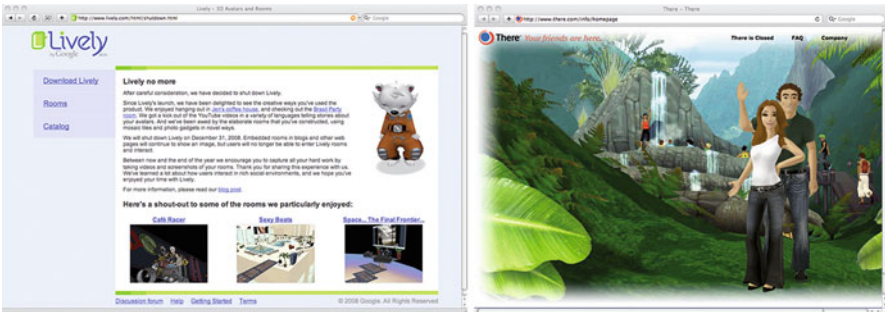 Lively – 3D Avatars and Rooms
http://www.lively.com/html/shutdown.html
Google
Lively
by Google
Download Lively
Rooms
Catalog
Lively no more
After careful consideration, we have decided to shut down Lively.
Since Lively's launch, we have been delighted to see the creative ways you've used the
product. We enjoyed hanging out in Jen's coffee house, and checking out the Brasil Party
room. We got a kick out of the YouTube videos in a variety of languages telling stories about
your avatars. And we've been awed by the elaborate rooms that you've constructed, using
mosaic tiles and photo gadgets in novel ways.
We will shut down Lively on December 31, 2008. Embedded rooms in blogs and other web
pages will continue to show an image, but users will no longer be able to enter Lively rooms
and interact.
Between now and the end of the year we encourage you to capture all your hard work by
taking videos and screenshots of your rooms. Thank you for sharing this experience with us.
We've learned a lot about how users interact in rich social environments, and we hope you've
enjoyed your time with Lively.
For more information, please read our blog post.
Here's a shout-out to some of the rooms we particularly enjoyed:
Café Racer
Sexy Beats
Space... The Final Frontier...
Discussion forum Help Getting Started Terms
© 2008 Google. All Rights Reserved
There – There
http://www.there.com/info/homepage
Google
There Your friends are here.
There is Closed FAQ Company